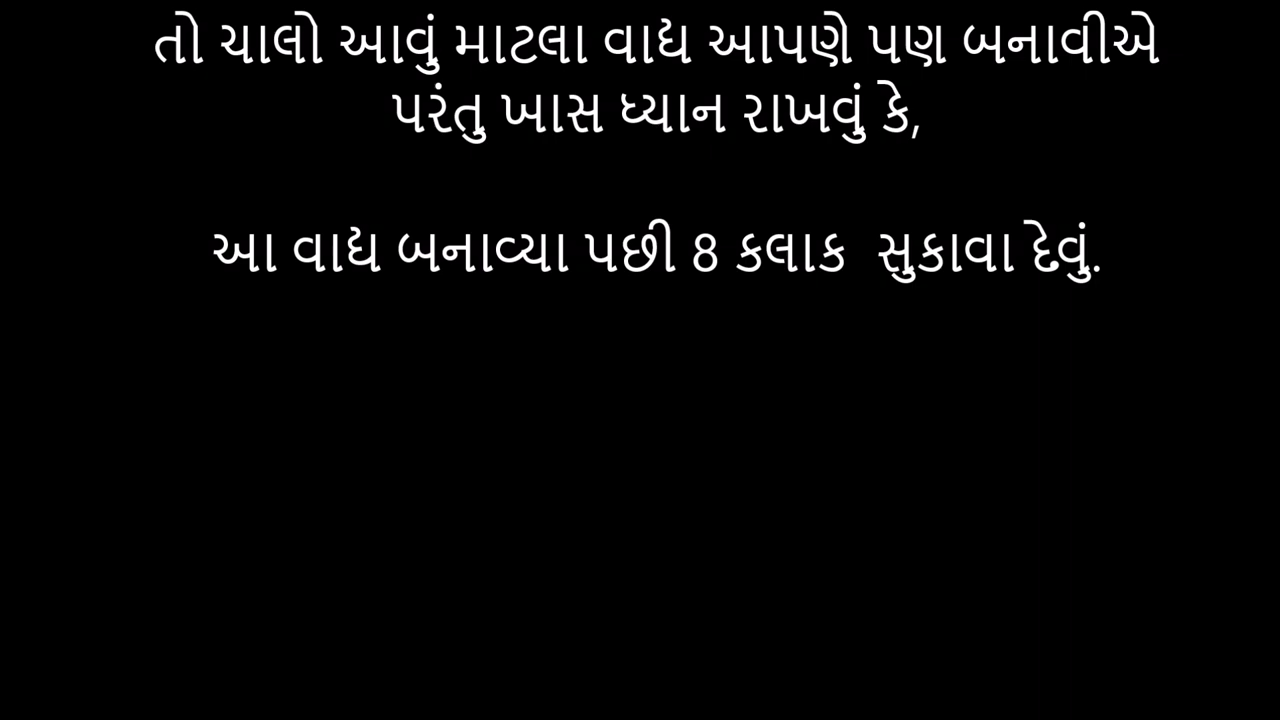 તો ચાલો આવું માટલા વાદ્ય આપણે પણ બનાવીએ
પરંતુ ખાસ ધ્યાન રાખવું કે,
આ વાદ્ય બનાવ્યા પછી 8 કલાક સુકાવા દેવું.